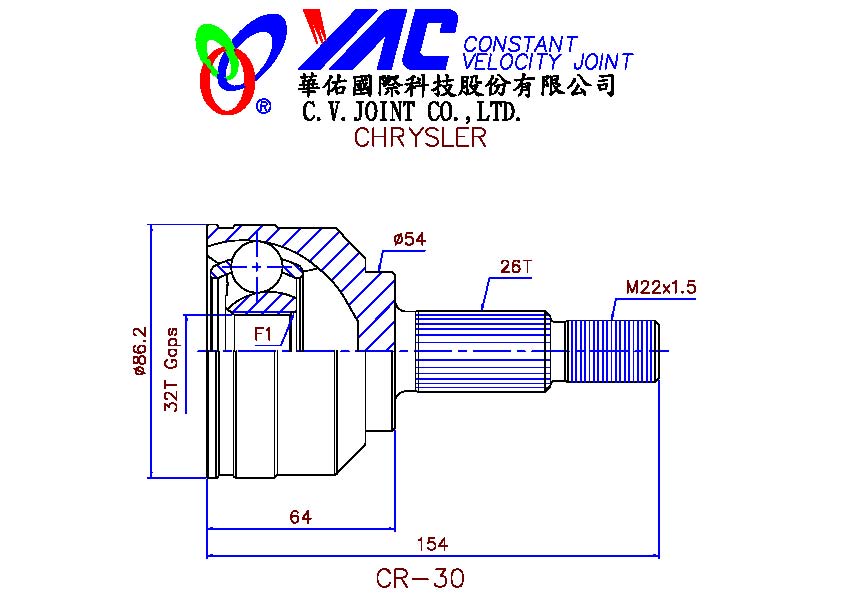 YAC CONSTANT
VELOCITY JOINT
®
華佑國際科技股份有限公司
C.V.JOINT CO.,LTD.
CHRYSLER
ø54
26T
M22x1.5
F1
ø86.2
32T Gaps
64
154
CR-30